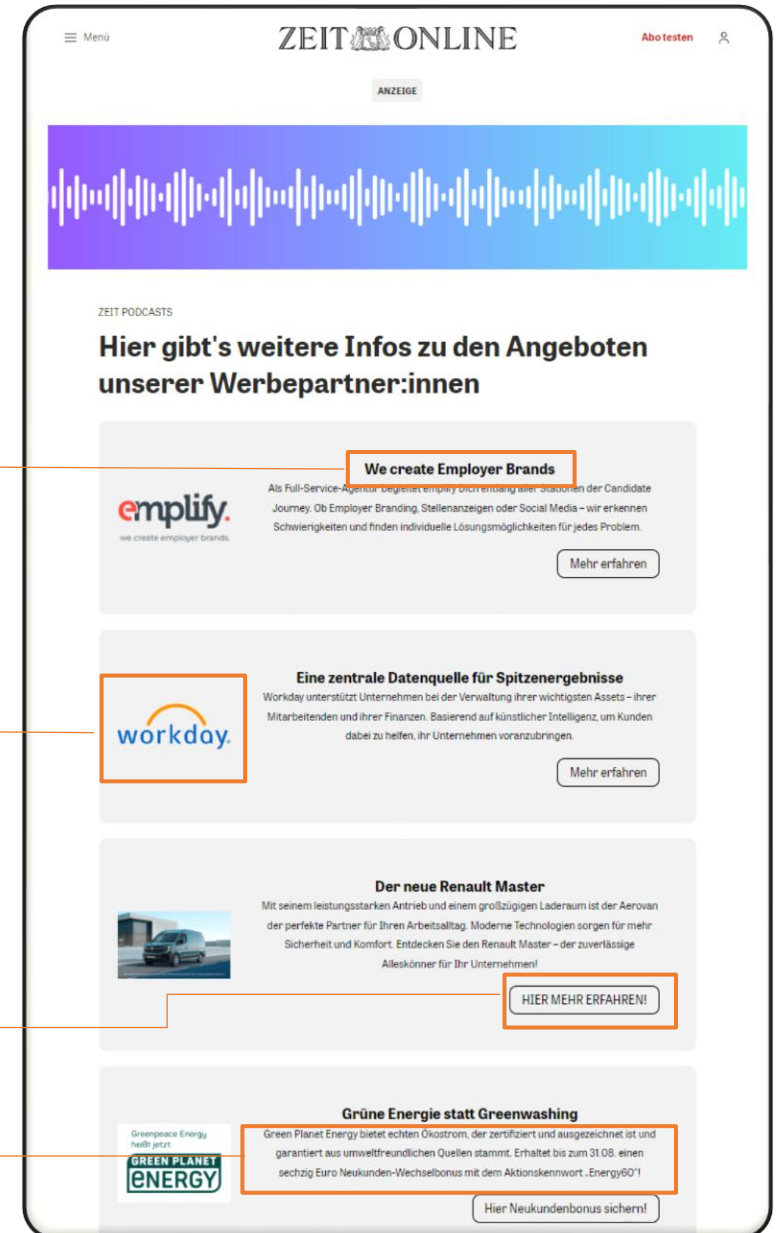 Menü
ZEIT ONLINE
Abo testen
ANZEIGE
ZEIT PODCASTS
Hier gibt's weitere Infos zu den Angeboten
unserer Werbepartner:innen
emplify.
we create employer brands.
We create Employer Brands
Als Full-Service-Agentur begleitet emplify Dich entlang aller Stationen der Candidate
Journey. Ob Employer Branding, Stellenanzeigen oder Social Media – wir erkennen
Schwierigkeiten und finden individuelle Lösungsmöglichkeiten für jedes Problem.
Mehr erfahren
workday.
Eine zentrale Datenquelle für Spitzenergebnisse
Workday unterstützt Unternehmen bei der Verwaltung ihrer wichtigsten Assets – ihrer
Mitarbeitenden und ihrer Finanzen. Basierend auf künstlicher Intelligenz, um Kunden
dabei zu helfen, ihr Unternehmen voranzubringen.
Mehr erfahren
Der neue Renault Master
Mit seinem leistungsstarken Antrieb und einem großzügigen Laderaum ist der Aerovan
der perfekte Partner für Ihren Arbeitsalltag. Moderne Technologien sorgen für mehr
Sicherheit und Komfort. Entdecken Sie den Renault Master – der zuverlässige
Alleskönner für Ihr Unternehmen!
HIER MEHR ERFAHREN!
Greenpeace Energy
heißt jetzt
GREEN PLANET
ENERGY
Grüne Energie statt Greenwashing
Green Planet Energy bietet echten Ökostrom, der zertifiziert und ausgezeichnet ist und
garantiert aus umweltfreundlichen Quellen stammt. Erhaltet bis zum 31.08. einen
sechzig Euro Neukunden-Wechselbonus mit dem Aktionskennwort „Energy60"!
Hier Neukundenbonus sichern!